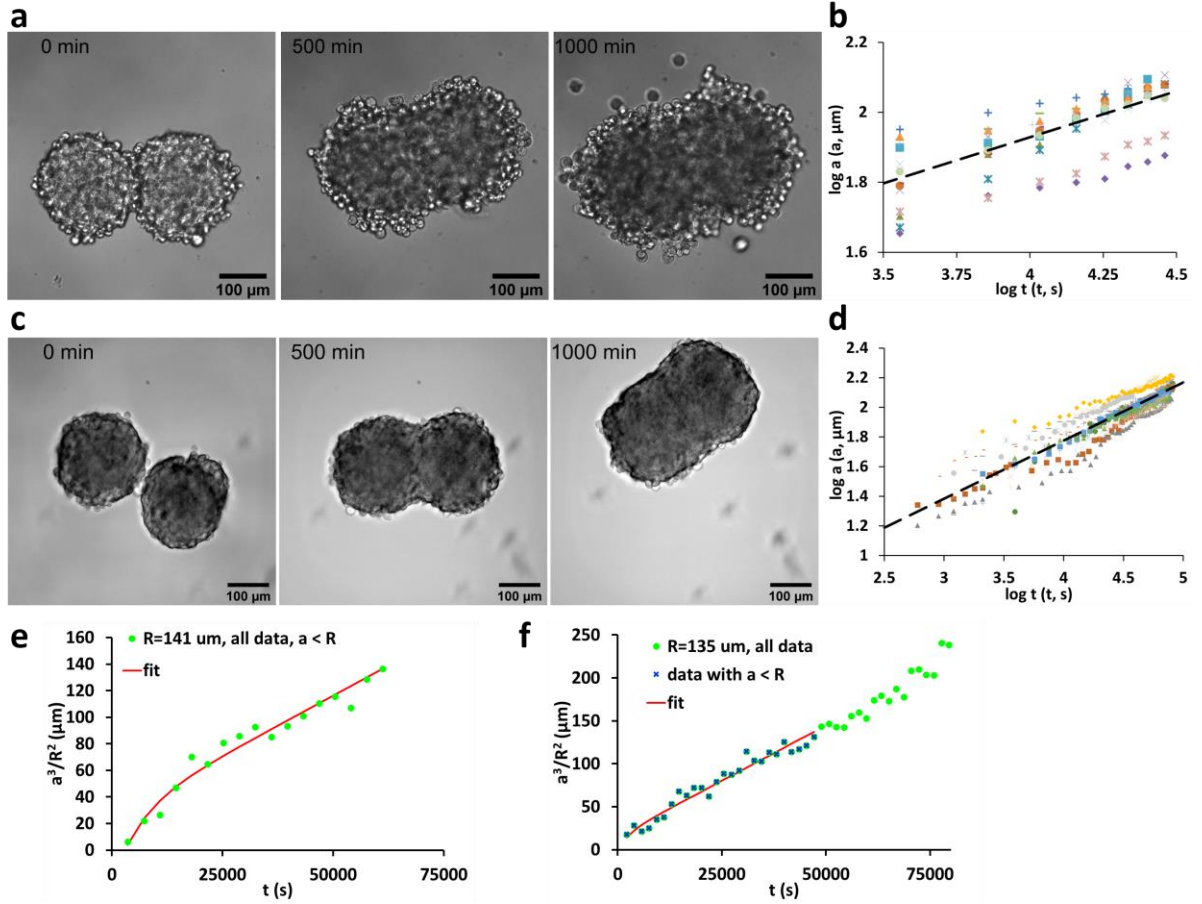 a
0 min
500 min
1000 min
100 µm
100 µm
100 µm
b
2.2
2
1.8
1.6
log a (a, µm)
3.5
3.75
4
4.25
4.5
log t (t, s)
c
0 min
500 min
1000 min
100 µm
100 µm
100 µm
d
2.4
2.2
2
1.8
1.6
1.4
1.2
1
log a (a, µm)
2.5
3
3.5
4
4.5
5
log t (t, s)
e
160
140
120
100
80
60
40
20
0
a³/R² (µm)
R=141 um, all data, a < R
fit
0
25000
50000
75000
t (s)
f
250
200
150
100
50
0
a³/R² (µm)
R=135 um, all data
data with a < R
fit
0
25000
50000
75000
t (s)